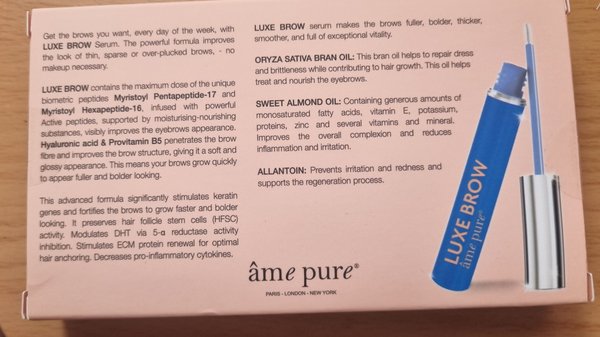 Get the brows you want, every day of the week, with
LUXE BROW Serum. The powerful formula improves
the look of thin, sparse or over-plucked brows, - no
makeup necessary.
LUXE BROW contains the maximum dose of the unique
biometric peptides Myristoyl Pentapeptide-17 and
Myristoyl Hexapeptide-16, infused with powerful
Active peptides, supported by moisturising-nourishing
substances, visibly improves the eyebrows appearance.
Hyaluronic acid & Provitamin B5 penetrates the brow
fibre and improves the brow structure, giving it a soft and
glossy appearance. This means your brows grow quickly
to appear fuller and bolder looking.
This advanced formula significantly stimulates keratin
genes and fortifies the brows to grow faster and bolder
looking. It preserves hair follicle stem cells (HFSC)
activity. Modulates DHT via 5-α reductase activity
inhibition. Stimulates ECM protein renewal for optimal
hair anchoring. Decreases pro-inflammatory cytokines.
LUXE BROW serum makes the brows fuller, bolder, thicker,
smoother, and full of exceptional vitality.
ORYZA SATIVA BRAN OIL: This bran oil helps to repair dress
and brittleness while contributing to hair growth. This oil helps
treat and nourish the eyebrows.
SWEET ALMOND OIL: Containing generous amounts of
monosaturated fatty acids, vitamin E, potassium,
proteins, zinc and several vitamins and mineral.
Improves the overall complexion and reduces
inflammation and irritation.
ALLANTOIN: Prevents irritation and redness and
supports the regeneration process.
âme pure®
PARIS - LONDON - NEW YORK
LUXE BROW
âme pure®